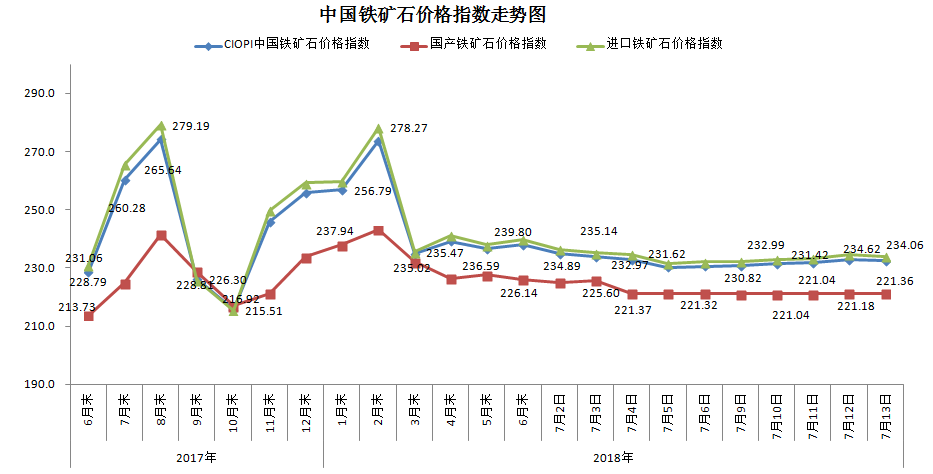 中国铁矿石价格指数走势图
CIOPI中国铁矿石价格指数 国产铁矿石价格指数 进口铁矿石价格指数
290.0
270.0
250.0
230.0
210.0
190.0
279.19 278.27
265.64 256.79
260.28
237.94 239.80 235.14 232.99 234.62 234.06
231.06 235.47 231.62 231.42
228.79 228.81 226.30 235.02 236.59 234.89 232.97 230.82 221.04 221.36
213.73 216.92 215.51 226.14 225.60 221.37 221.32 221.04 221.18
6月末 7月末 8月末 9月末 10月末 11月末 12月末 1月末 2月末 3月末 4月末 5月末 6月末 7月2日 7月3日 7月4日 7月5日 7月6日 7月9日 7月10日 7月11日 7月12日 7月13日
2017年 2018年